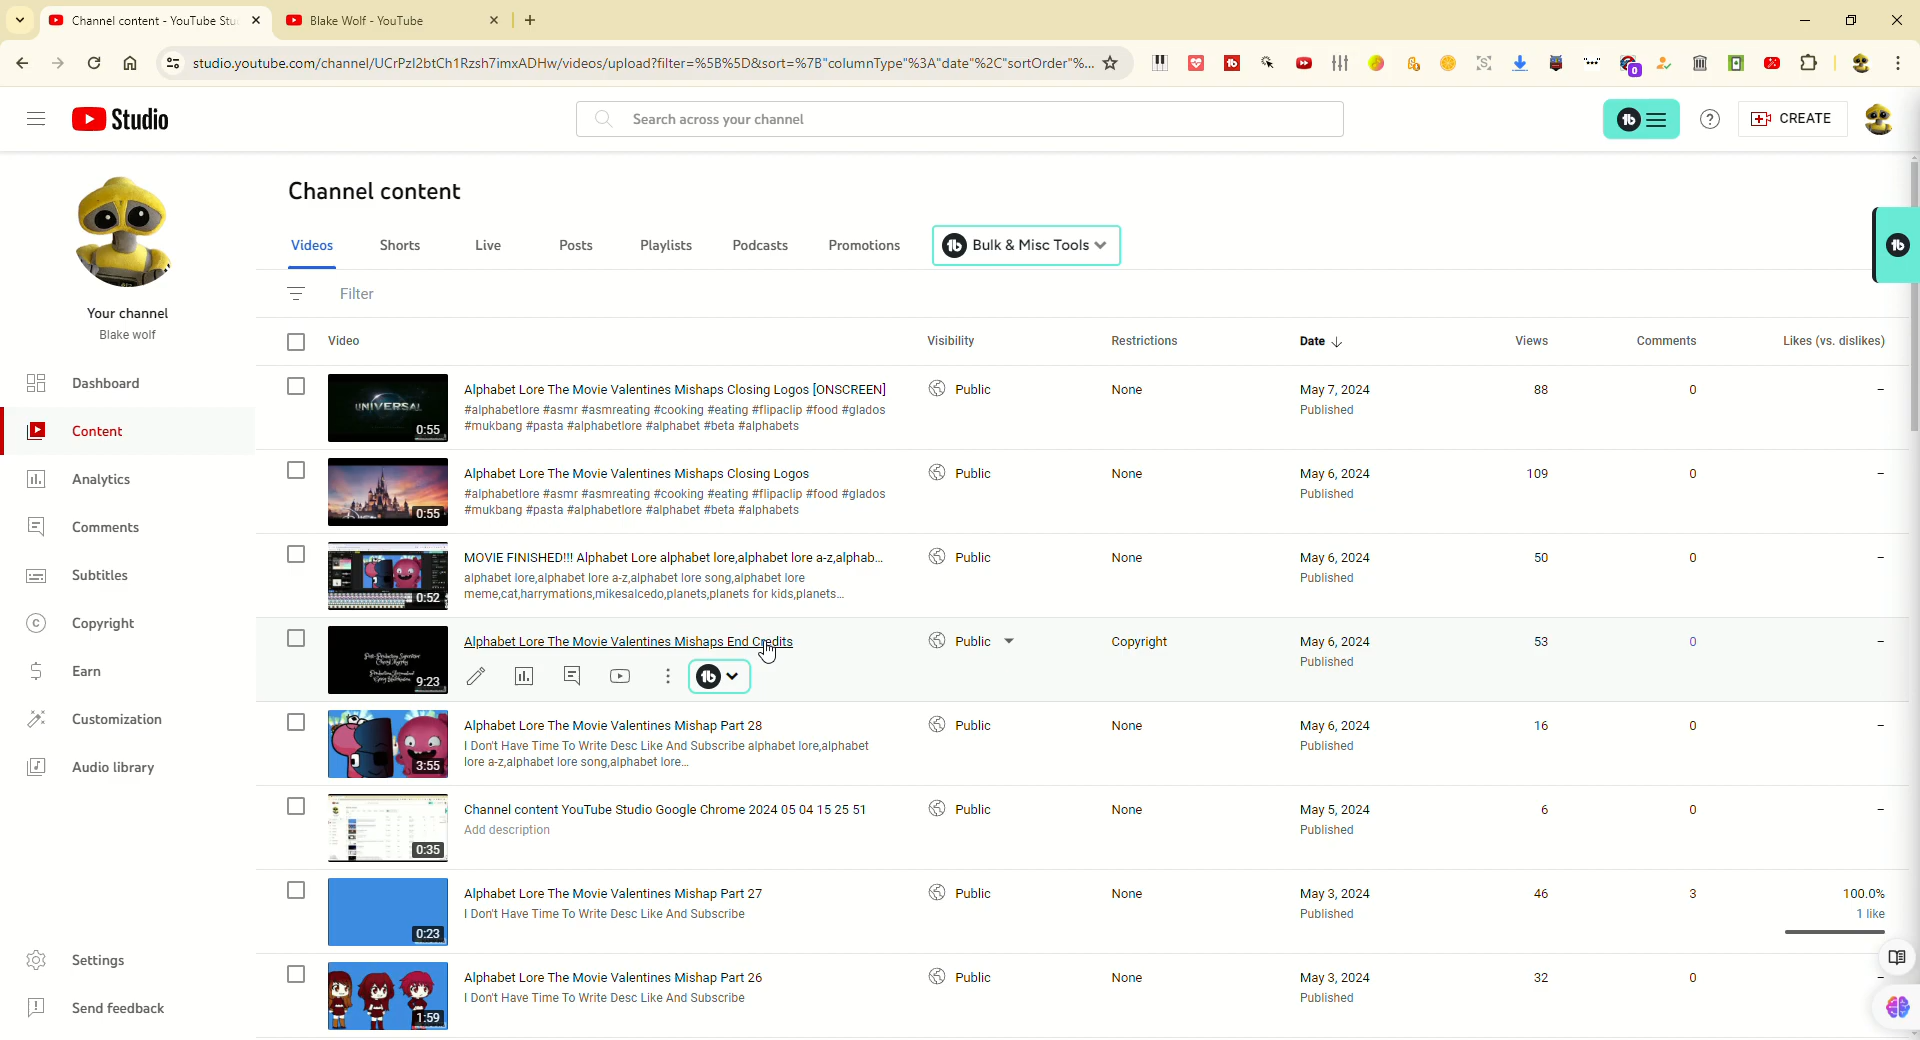 Channel content - YouTube Stu
Blake Wolf - YouTube
studio.youtube.com/channel/UCrPzI2btCh1Rzsh7imxADHw/videos/upload?filter=%5B%5D&sort=%7B"columnType"%3A"date"%2C"sortOrder"%...
0
Studio
Search across your channel
CREATE
Channel content
Videos
Shorts
Live
Posts
Playlists
Podcasts
Promotions
Bulk & Misc Tools
Your channel
Blake wolf
Filter
Video
Visibility
Restrictions
Date
Views
Comments
Likes (vs. dislikes)
Dashboard
Content
Analytics
Comments
Subtitles
Copyright
Earn
Customization
Audio library
Settings
Send feedback
UNIVERSAL
0:55
Alphabet Lore The Movie Valentines Mishaps Closing Logos [ONSCREEN]
#alphabetlore #asmr #asmreating #cooking #eating #flipaclip #food #glados
#mukbang #pasta #alphabetlore #alphabet #beta #alphabets
Public
None
May 7, 2024
Published
88
0
–
0:55
Alphabet Lore The Movie Valentines Mishaps Closing Logos
#alphabetlore #asmr #asmreating #cooking #eating #flipaclip #food #glados
#mukbang #pasta #alphabetlore #alphabet #beta #alphabets
Public
None
May 6, 2024
Published
109
0
–
0:52
MOVIE FINISHED!!! Alphabet Lore alphabet lore,alphabet lore a-z,alphab...
alphabet lore,alphabet lore a-z,alphabet lore song,alphabet lore
meme,cat,harrymations,mikesalcedo,planets,planets for kids,planets...
Public
None
May 6, 2024
Published
50
0
–
9:23
Alphabet Lore The Movie Valentines Mishaps End Credits
Public
Copyright
May 6, 2024
Published
53
0
–
3:55
Alphabet Lore The Movie Valentines Mishap Part 28
I Don't Have Time To Write Desc Like And Subscribe alphabet lore,alphabet
lore a-z,alphabet lore song,alphabet lore...
Public
None
May 6, 2024
Published
16
0
–
0:35
Channel content YouTube Studio Google Chrome 2024 05 04 15 25 51
Add description
Public
None
May 5, 2024
Published
6
0
–
0:23
Alphabet Lore The Movie Valentines Mishap Part 27
I Don't Have Time To Write Desc Like And Subscribe
Public
None
May 3, 2024
Published
46
3
100.0%
1 like
1:59
Alphabet Lore The Movie Valentines Mishap Part 26
I Don't Have Time To Write Desc Like And Subscribe
Public
None
May 3, 2024
Published
32
0
–